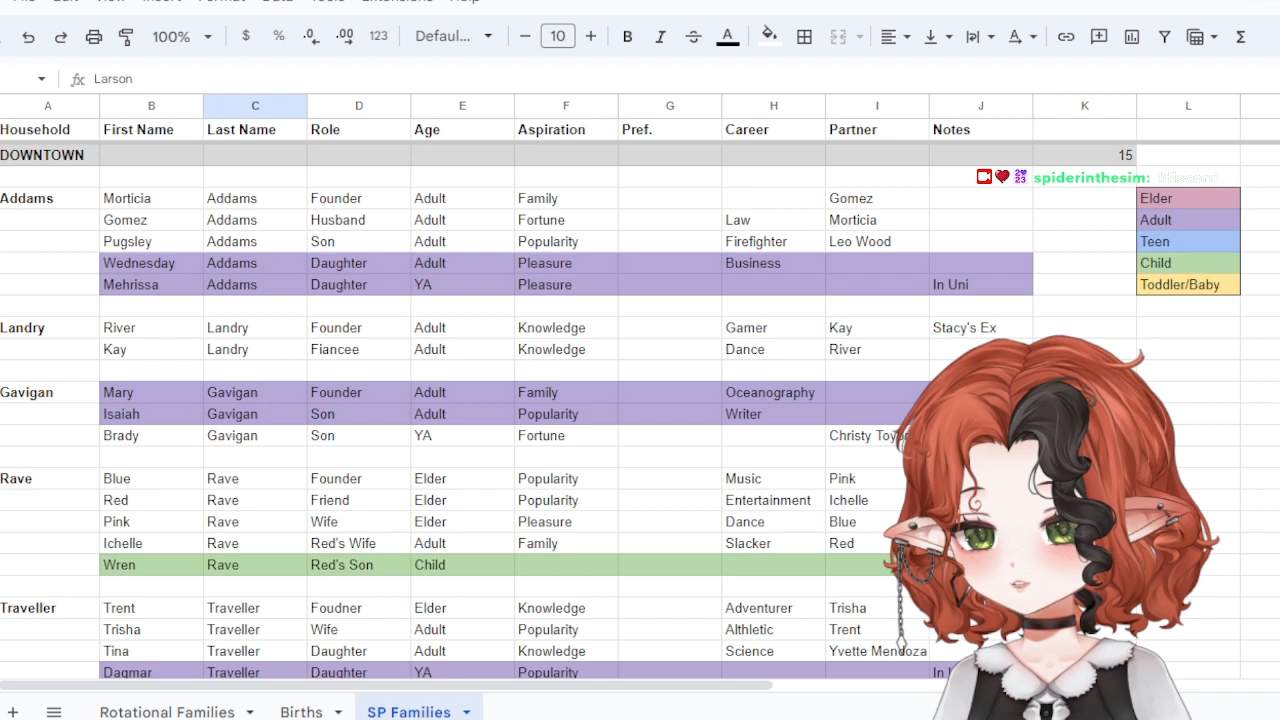 100% $ % .0 .00 123 Defaul... 10 B I A
fx Larson
A B C D E F G H I J K L
Household First Name Last Name Role Age Aspiration Pref. Career Partner Notes
DOWNTOWN 15
spiderinthesim:
Addams Morticia Addams Founder Adult Family Gomez Elder
Gomez Addams Husband Adult Fortune Law Morticia Adult
Pugsley Addams Son Adult Popularity Firefighter Leo Wood Teen
Wednesday Addams Daughter Adult Pleasure Business Child
Mehrissa Addams Daughter YA Pleasure In Uni Toddler/Baby
Landry River Landry Founder Adult Knowledge Gamer Kay Stacy's Ex
Kay Landry Fiancee Adult Knowledge Dance River
Gavigan Mary Gavigan Founder Adult Family Oceanography
Isaiah Gavigan Son Adult Popularity Writer
Brady Gavigan Son YA Fortune Christy
Rave Blue Rave Founder Elder Popularity Music Pink
Red Rave Friend Elder Popularity Entertainment Ichelle
Pink Rave Wife Elder Pleasure Dance Blue
Ichelle Rave Red's Wife Adult Family Slacker Red
Wren Rave Red's Son Child
Traveller Trent Traveller Foudner Elder Knowledge Adventurer Trisha
Trisha Traveller Wife Adult Popularity Althletic Trent
Tina Traveller Daughter Adult Knowledge Science Yvette Mendoza
Dagmar Traveller Daughter YA Popularity In
+ Rotational Families Births SP Families